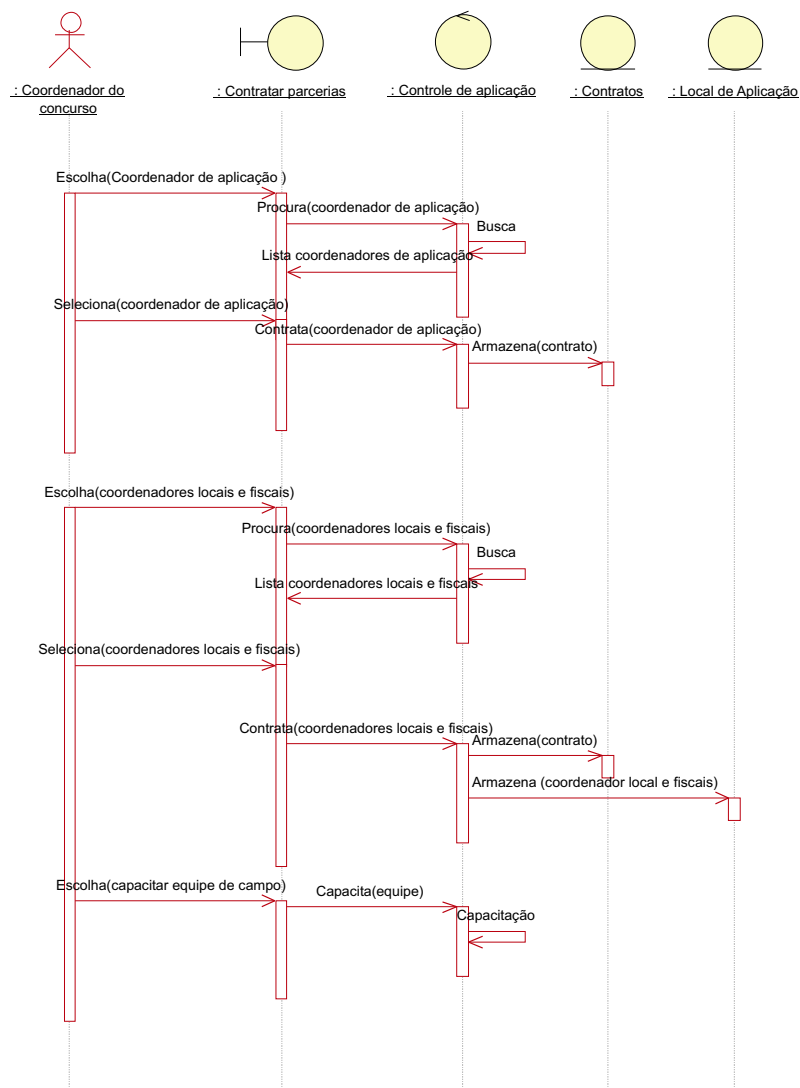 : Coordenador do
concurso
: Contratar parcerias
: Controle de aplicação
: Contratos
: Local de Aplicação
Escolha(Coordenador de aplicação )
Procura(coordenador de aplicação)
Busca
Lista coordenadores de aplicação
Seleciona(coordenador de aplicação)
Contrata(coordenador de aplicação)
Armazena(contrato)
Escolha(coordenadores locais e fiscais)
Procura(coordenadores locais e fiscais)
Busca
Lista coordenadores locais e fiscais
Seleciona(coordenadores locais e fiscais)
Contrata(coordenadores locais e fiscais)
Armazena(contrato)
Armazena (coordenador local e fiscais)
Escolha(capacitar equipe de campo)
Capacita(equipe)
Capacitação